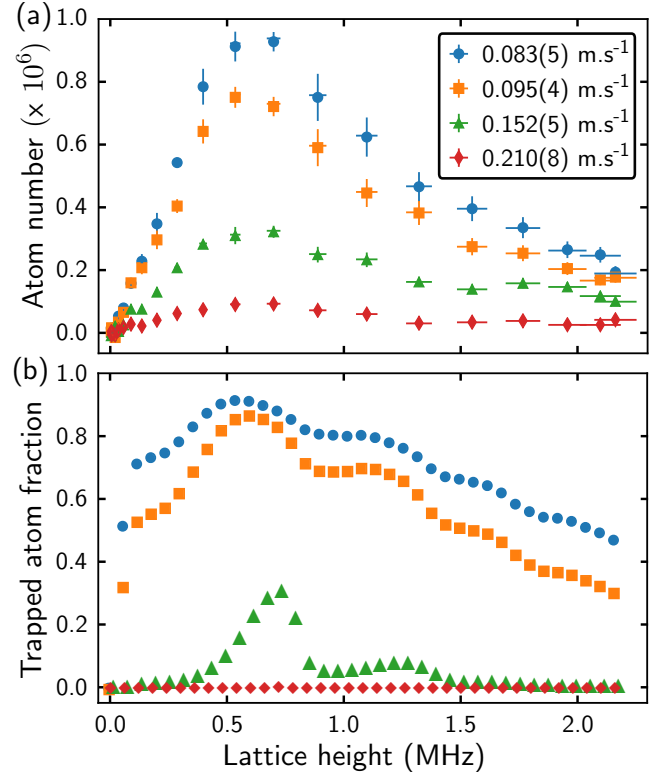 (a)
1.0
0.8
0.6
0.4
0.2
0.0
Atom number (× 10⁶)
0.083(5) m.s⁻¹
0.095(4) m.s⁻¹
0.152(5) m.s⁻¹
0.210(8) m.s⁻¹
(b)
1.0
0.8
0.6
0.4
0.2
0.0
Trapped atom fraction
0.0 0.5 1.0 1.5 2.0
Lattice height (MHz)